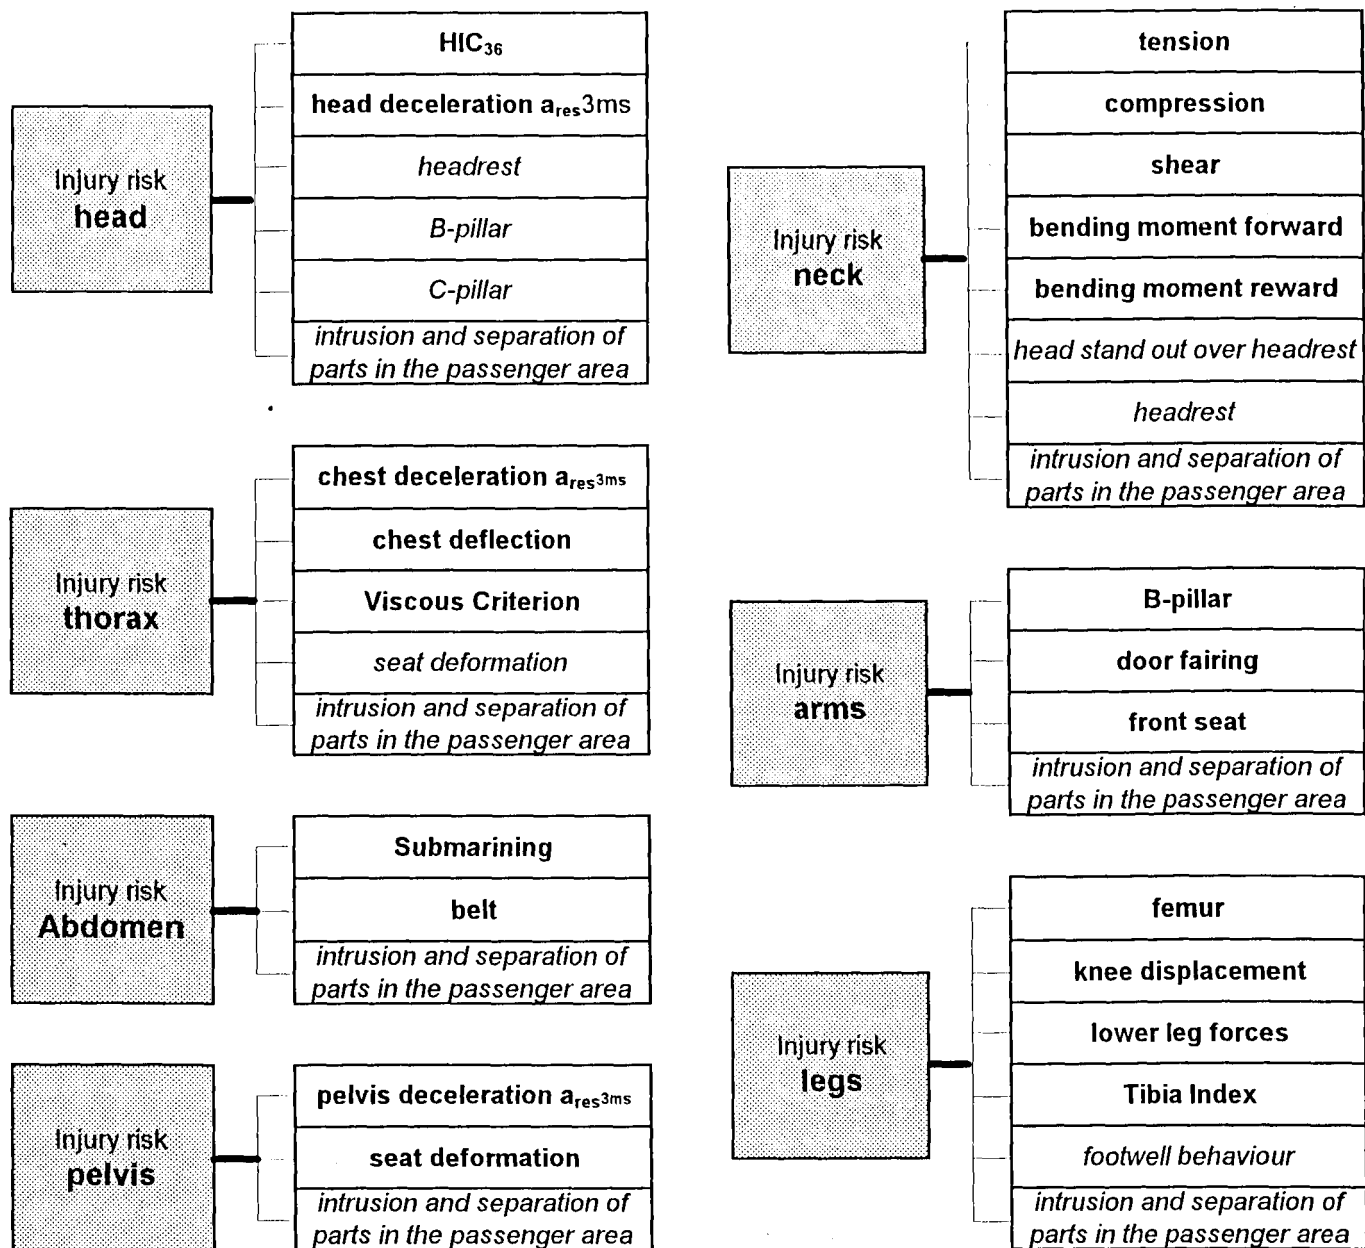 Injury risk
head
HIC36
head deceleration ares3ms
headrest
B-pillar
C-pillar
intrusion and separation of
parts in the passenger area
Injury risk
thorax
chest deceleration ares3ms
chest deflection
Viscous Criterion
seat deformation
intrusion and separation of
parts in the passenger area
Injury risk
Abdomen
Submarining
belt
intrusion and separation of
parts in the passenger area
Injury risk
pelvis
pelvis deceleration ares3ms
seat deformation
intrusion and separation of
parts in the passenger area
Injury risk
neck
tension
compression
shear
bending moment forward
bending moment reward
head stand out over headrest
headrest
intrusion and separation of
parts in the passenger area
Injury risk
arms
B-pillar
door fairing
front seat
intrusion and separation of
parts in the passenger area
Injury risk
legs
femur
knee displacement
lower leg forces
Tibia Index
footwell behaviour
intrusion and separation of
parts in the passenger area